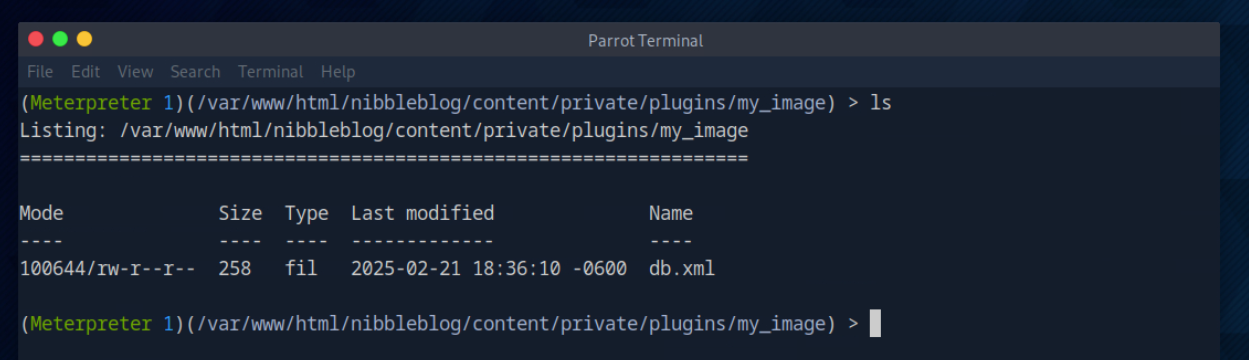 Parrot Terminal
File Edit View Search Terminal Help
(Meterpreter 1)(/var/www/html/nibbleblog/content/private/plugins/my_image) > ls
Listing: /var/www/html/nibbleblog/content/private/plugins/my_image
==================================================================
Mode Size Type Last modified Name
---- ---- ---- ------------- ----
100644/rw-r--r-- 258 fil 2025-02-21 18:36:10 -0600 db.xml
(Meterpreter 1)(/var/www/html/nibbleblog/content/private/plugins/my_image) >